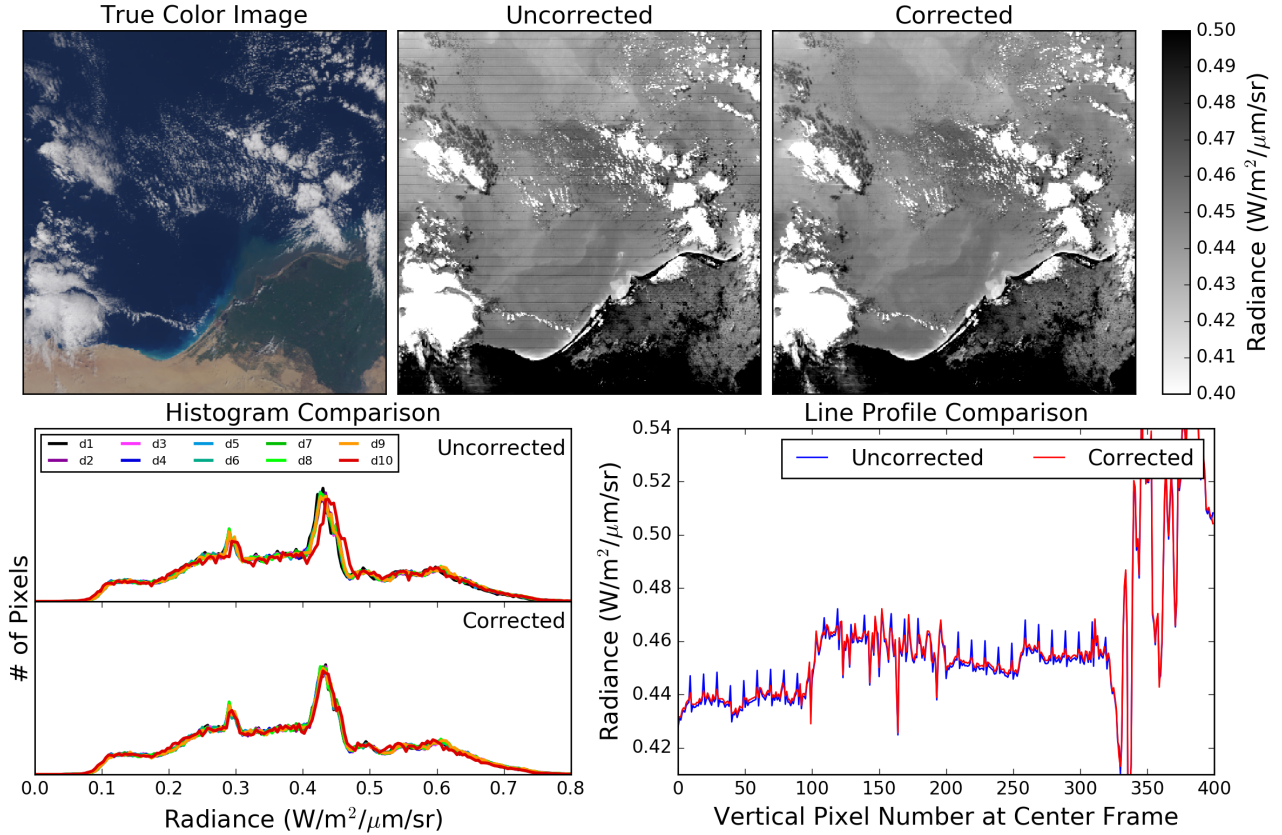 True Color Image
Uncorrected
Corrected
0.50
0.49
0.48
0.47
0.46
0.45
0.44
0.43
0.42
0.41
0.40
Radiance (W/m²/μm/sr)
Histogram Comparison
d1 d3 d5 d7 d9
d2 d4 d6 d8 d10
Uncorrected
Corrected
# of Pixels
0.0 0.1 0.2 0.3 0.4 0.5 0.6 0.7 0.8
Radiance (W/m²/μm/sr)
Line Profile Comparison
Uncorrected Corrected
0.54
0.52
0.50
0.48
0.46
0.44
0.42
Radiance (W/m²/μm/sr)
0 50 100 150 200 250 300 350 400
Vertical Pixel Number at Center Frame